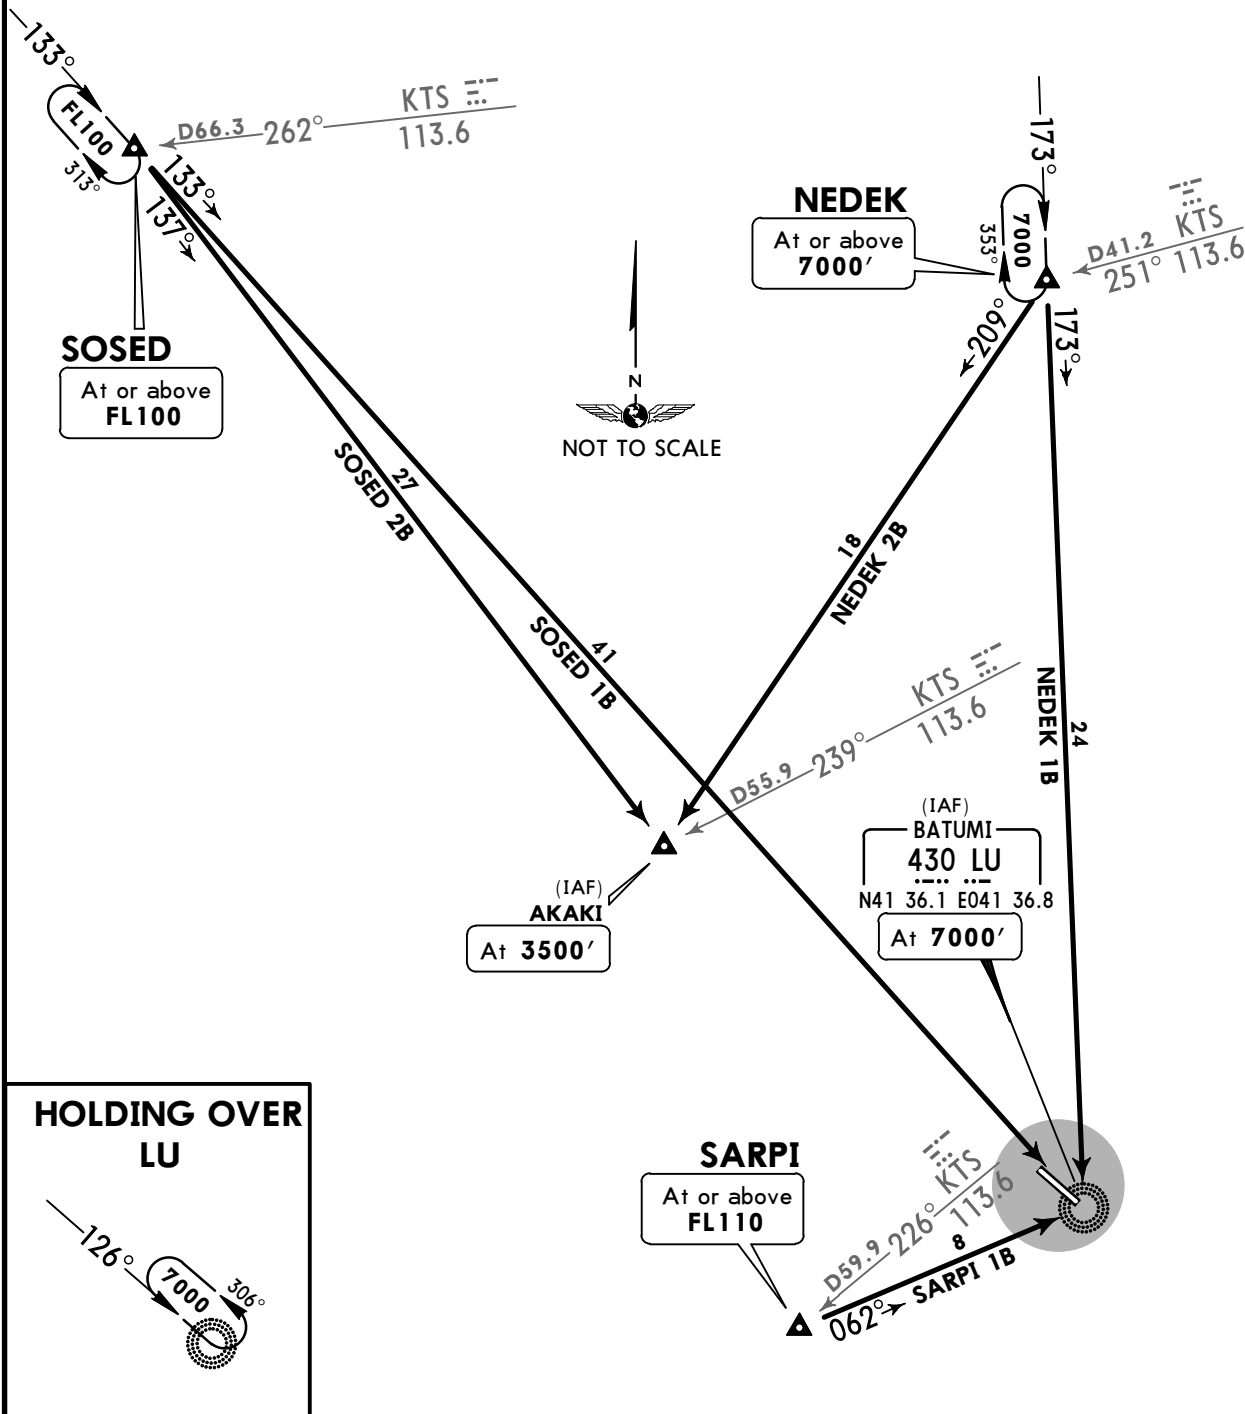 133°
FL100
313°
D66.3
262°
KTS
113.6
133°
137°
SOSED
At or above
FL100
173°
7000
353°
NEDEK
At or above
7000′
D41.2
KTS
251°
113.6
209°
173°
N
NOT TO SCALE
27
SOSED 2B
41
SOSED 1B
18
NEDEK 2B
24
NEDEK 1B
D55.9
239°
KTS
113.6
(IAF)
AKAKI
At 3500′
(IAF)
BATUMI
430 LU
N41 36.1 E041 36.8
At 7000′
HOLDING OVER
LU
126°
7000
306°
SARPI
At or above
FL110
D59.9
226°
KTS
113.6
8
062°
SARPI 1B